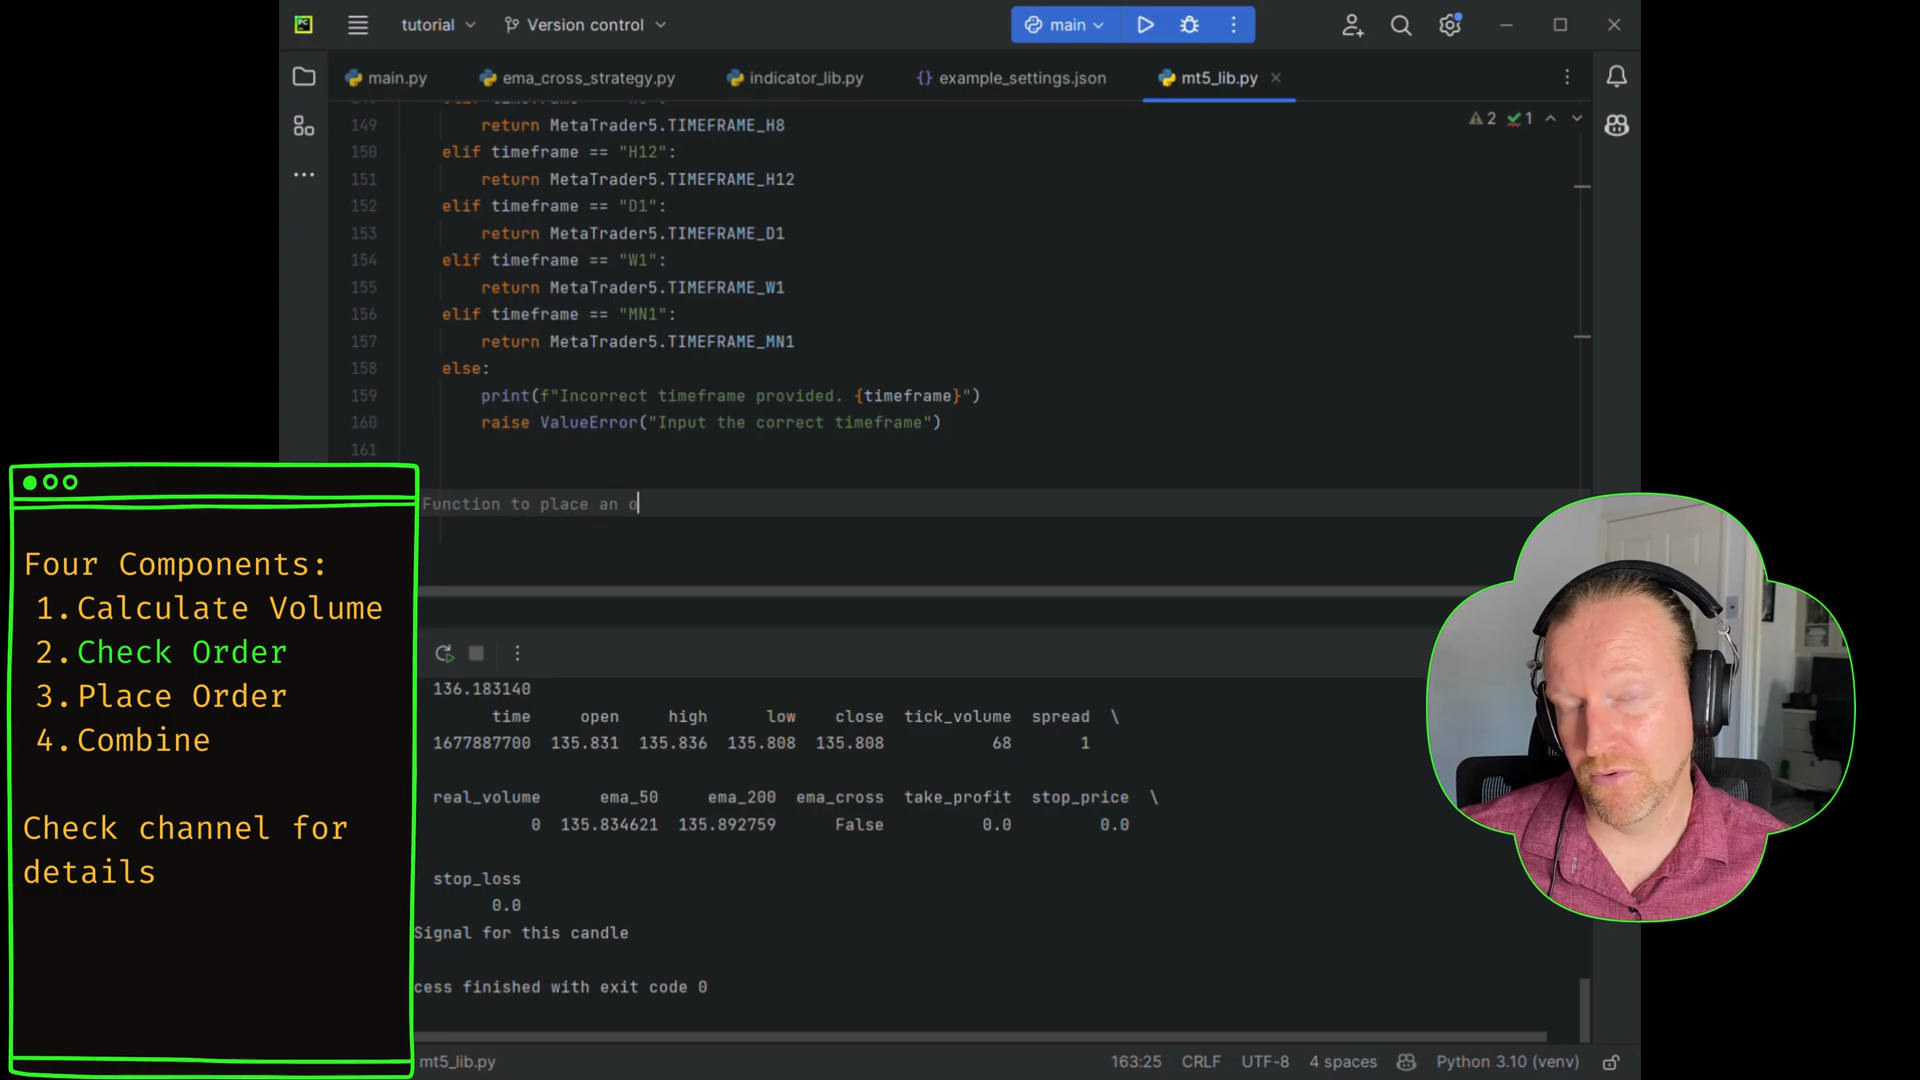 PC
tutorial
Version control
main
main.py
ema_cross_strategy.py
indicator_lib.py
{} example_settings.json
mt5_lib.py
2 1
149 return MetaTrader5.TIMEFRAME_H8
150 elif timeframe == "H12":
151 return MetaTrader5.TIMEFRAME_H12
152 elif timeframe == "D1":
153 return MetaTrader5.TIMEFRAME_D1
154 elif timeframe == "W1":
155 return MetaTrader5.TIMEFRAME_W1
156 elif timeframe == "MN1":
157 return MetaTrader5.TIMEFRAME_MN1
158 else:
159 print(f"Incorrect timeframe provided. {timeframe}")
160 raise ValueError("Input the correct timeframe")
161
Function to place an o
Four Components:
1.Calculate Volume
2.Check Order
3.Place Order
4.Combine
Check channel for
details
136.183140
time open high low close tick_volume spread \
1677887700 135.831 135.836 135.808 135.808 68 1
real_volume ema_50 ema_200 ema_cross take_profit stop_price \
0 135.834621 135.892759 False 0.0 0.0
stop_loss
0.0
Signal for this candle
cess finished with exit code 0
mt5_lib.py
163:25 CRLF UTF-8 4 spaces Python 3.10 (venv)